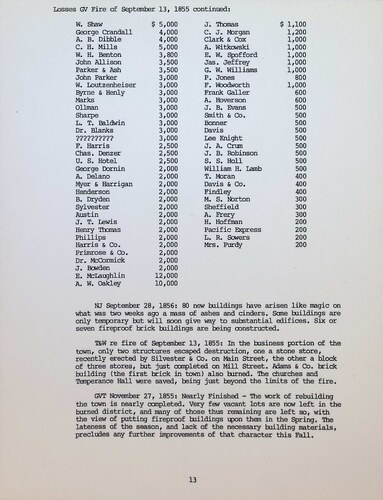 Losses GV Fire of September 13, 1855 continued:
W. Shaw $ 5,000
George Crandall 4,000
A. B. Dibble 4,000
C. H. Mills 5,000
W. H. Benton 3,800
John Allison 3,500
Parker & Ash 3,500
John Parker 3,000
W. Loutzenheiser 3,000
Byrne & Henly 3,000
Marks 3,000
Ollman 3,000
Sharpe 3,000
L. T. Baldwin 3,000
Dr. Blanks 3,000
?????????? 3,000
F. Harris 2,500
Chas. Denzer 2,500
U. S. Hotel 2,500
George Dornin 2,000
A. Delano 2,000
Myer & Harrigan 2,000
Henderson 2,000
B. Dryden 2,000
Sylvester 2,000
Austin 2,000
J. T. Lewis 2,000
Henry Thomas 2,000
Phillips 2,000
Harris & Co. 2,000
Primrose & Co. 2,000
Dr. McCormick 2,000
J. Bowden 2,000
E. McLaughlin 12,000
A. W. Oakley 10,000
J. Thomas $ 1,100
C. J. Morgan 1,200
Clark & Cox 1,000
A. Witkowski 1,000
E. W. Spofford 1,000
Jas. Jeffrey 1,000
G. W. Williams 1,000
P. Jones 800
F. Woodworth 1,000
Frank Galler 600
A. Hoverson 600
J. B. Evans 500
Smith & Co. 500
Bonner 500
Davis 500
Lee Knight 500
J. A. Crum 500
J. B. Robinson 500
S. S. Holl 500
William H. Lamb 500
T. Moran 400
Davis & Co. 400
Findley 400
M. S. Norton 300
Sheffield 300
A. Frery 300
H. Hoffman 200
Pacific Express 200
L. R. Sowers 200
Mrs. Purdy 200
NJ September 28, 1856: 80 new buildings have arisen like magic on
what was two weeks ago a mass of ashes and cinders. Some buildings are
only temporary but will soon give way to substantial edifices. Six or
seven fireproof brick buildings are being constructed.
T&W re fire of September 13, 1855: In the business portion of the
town, only two structures escaped destruction, one a stone store,
recently erected by Silvester & Co. on Main Street, the other a block
of three stores, but just completed on Mill Street. Adams & Co. brick
building (the first brick in town) also burned. The churches and
Temperance Hall were saved, being just beyond the limits of the fire.
GVT November 27, 1855: Nearly Finished - The work of rebuilding
the town is nearly completed. Very few vacant lots are now left in the
burned district, and many of those thus remaining are left so, with
the view of putting fireproof buildings upon them in the Spring. The
lateness of the season, and lack of the necessary building materials,
precludes any further improvements of that character this Fall.
13